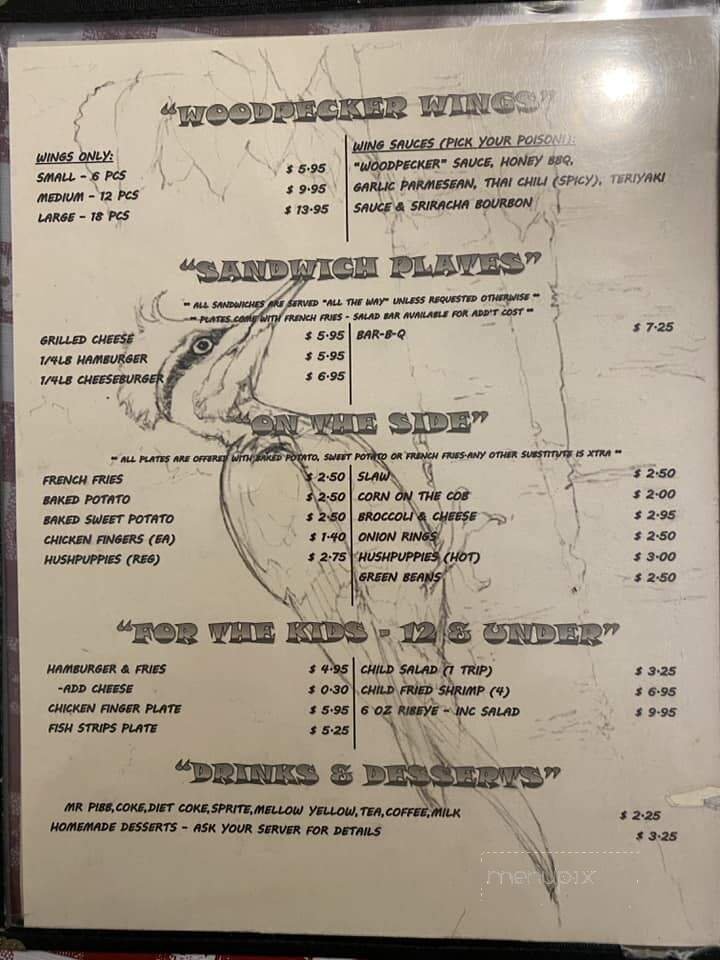 "WOODPECKER WINGS"
WINGS ONLY:
SMALL - 6 PCS $ 5.95
MEDIUM - 12 PCS $ 9.95
LARGE - 18 PCS $ 13.95
WING SAUCES (PICK YOUR POISON!):
"WOODPECKER" SAUCE, HONEY BBQ,
GARLIC PARMESEAN, THAI CHILI (SPICY), TERIYAKI
SAUCE & SRIRACHA BOURBON
"SANDWICH PLATES"
** ALL SANDWICHES ARE SERVED "ALL THE WAY" UNLESS REQUESTED OTHERWISE **
** PLATES COME WITH FRENCH FRIES - SALAD BAR AVAILABLE FOR ADD'T COST **
GRILLED CHEESE $ 5.95
1/4LB HAMBURGER $ 5.95
1/4LB CHEESEBURGER $ 6.95
BAR-B-Q $ 7.25
"ON THE SIDE"
** ALL PLATES ARE OFFERED WITH BAKED POTATO, SWEET POTATO OR FRENCH FRIES-ANY OTHER SUBSTITUTE IS XTRA **
FRENCH FRIES $ 2.50
BAKED POTATO $ 2.50
BAKED SWEET POTATO $ 2.50
CHICKEN FINGERS (EA) $ 1.40
HUSHPUPPIES (REG) $ 2.75
SLAW $ 2.50
CORN ON THE COB $ 2.00
BROCCOLI & CHEESE $ 2.95
ONION RINGS $ 2.50
HUSHPUPPIES (HOT) $ 3.00
GREEN BEANS $ 2.50
"FOR THE KIDS - 12 & UNDER"
HAMBURGER & FRIES $ 4.95
-ADD CHEESE $ 0.30
CHICKEN FINGER PLATE $ 5.95
FISH STRIPS PLATE $ 5.25
CHILD SALAD (1 TRIP) $ 3.25
CHILD FRIED SHRIMP (4) $ 6.95
6 OZ RIBEYE - INC SALAD $ 9.95
"DRINKS & DESSERTS"
MR PIBB,COKE,DIET COKE,SPRITE,MELLOW YELLOW,TEA,COFFEE,MILK $ 2.25
HOMEMADE DESSERTS - ASK YOUR SERVER FOR DETAILS $ 3.25
menupix